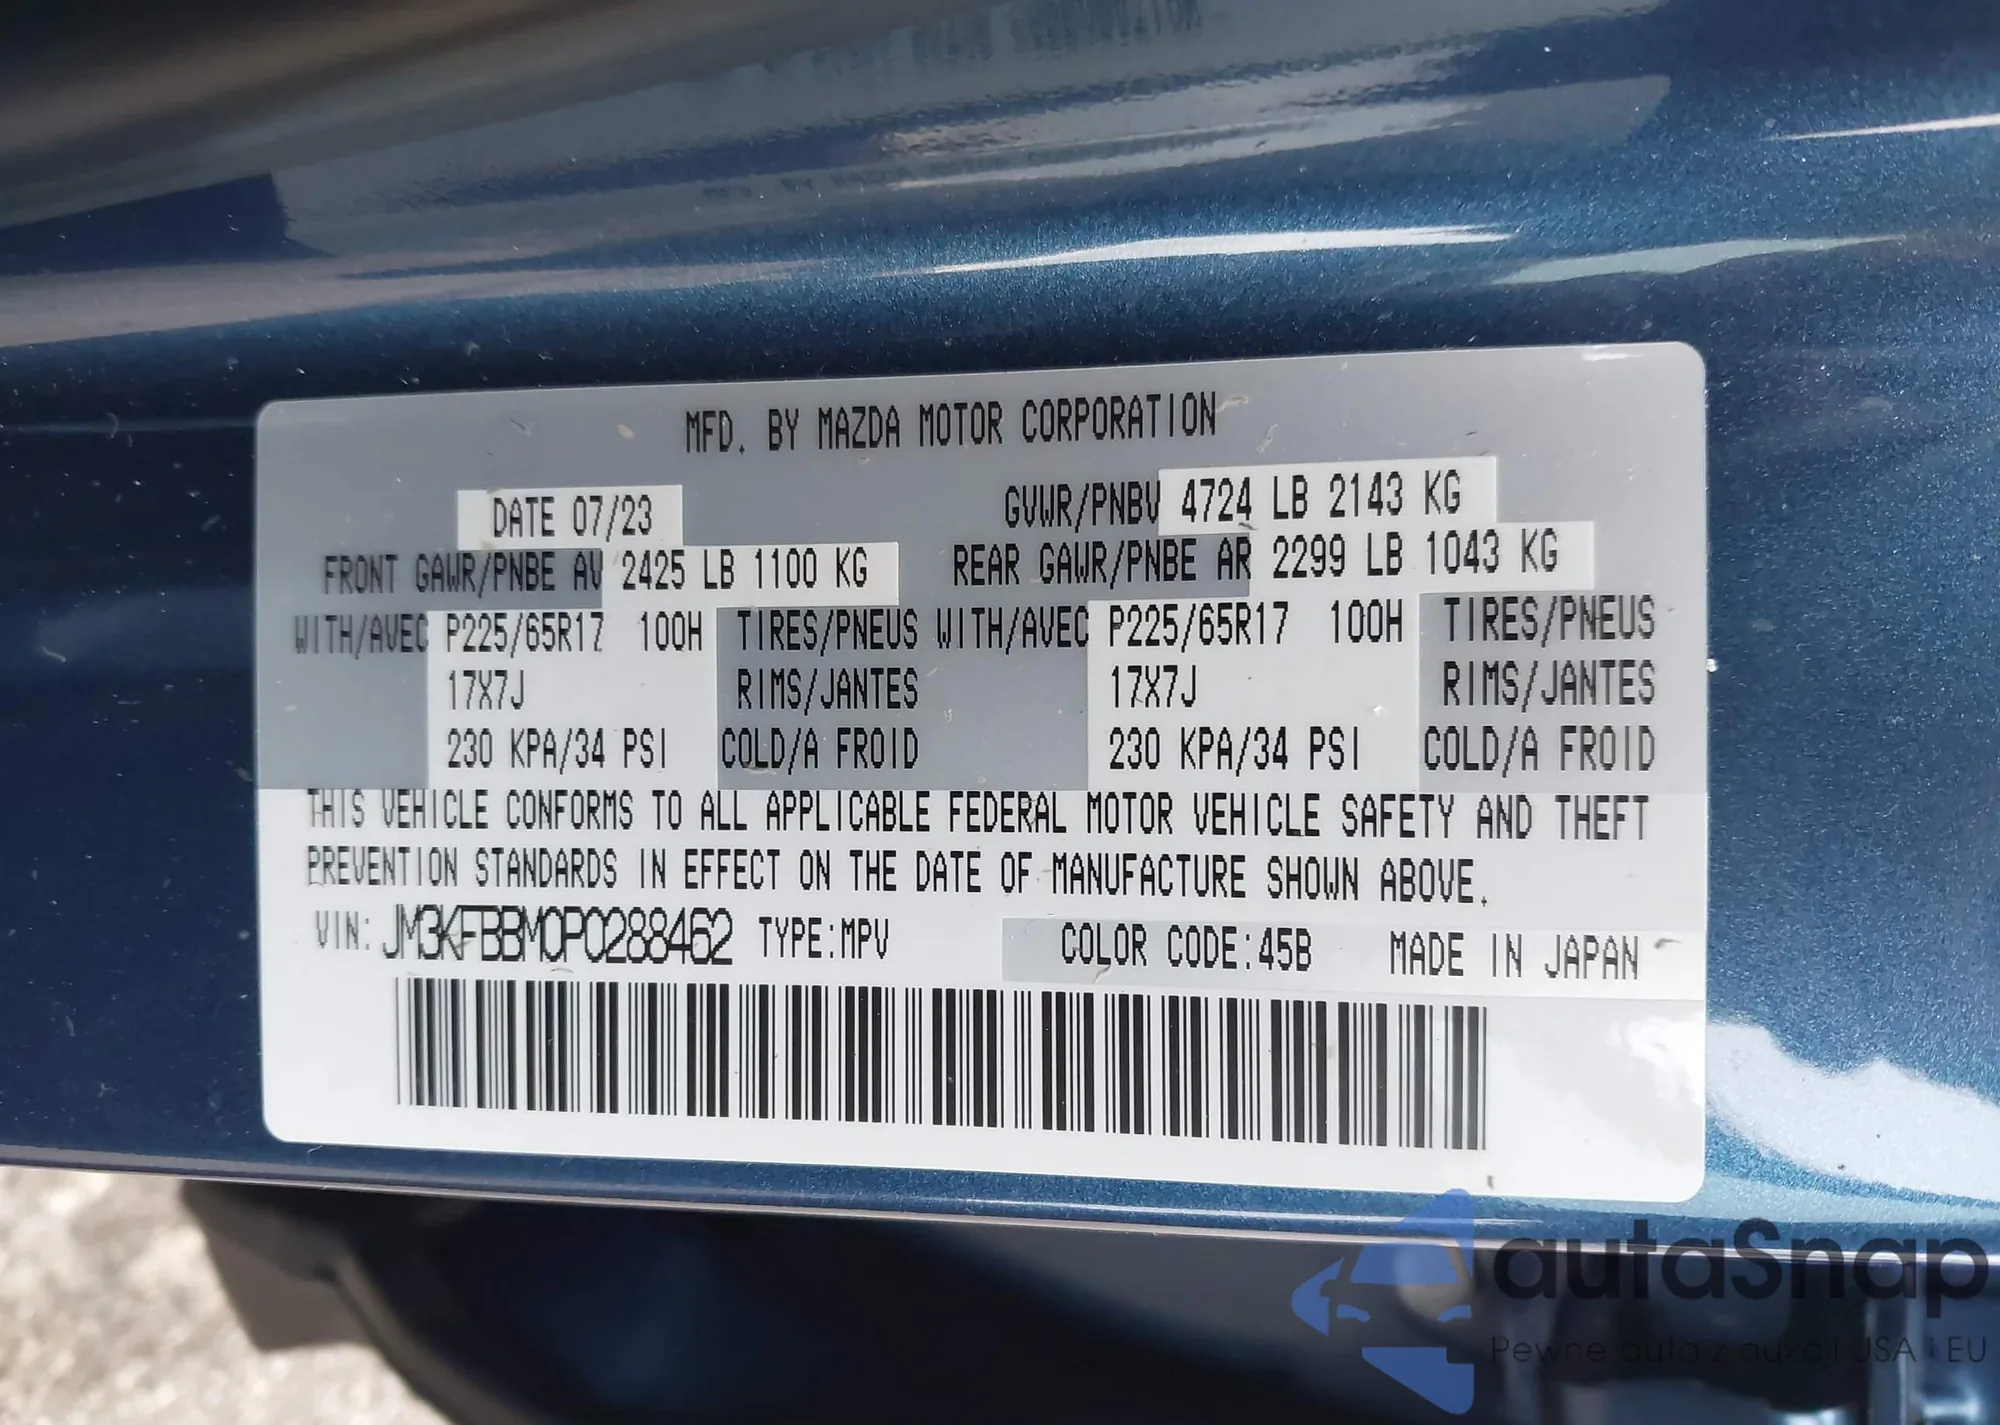 MFD. BY MAZDA MOTOR CORPORATION
DATE 07/23 GVWR/PNBV 4724 LB 2143 KG
FRONT GAWR/PNBE AV 2425 LB 1100 KG REAR GAWR/PNBE AR 2299 LB 1043 KG
WITH/AVEC P225/65R17 100H TIRES/PNEUS WITH/AVEC P225/65R17 100H TIRES/PNEUS
17X7J RIMS/JANTES 17X7J RIMS/JANTES
230 KPA/34 PSI COLD/A FROID 230 KPA/34 PSI COLD/A FROID
THIS VEHICLE CONFORMS TO ALL APPLICABLE FEDERAL MOTOR VEHICLE SAFETY AND THEFT
PREVENTION STANDARDS IN EFFECT ON THE DATE OF MANUFACTURE SHOWN ABOVE.
VIN: JM3KFBBM0P0288462 TYPE:MPV COLOR CODE:45B MADE IN JAPAN
autaSnap
Pewne auta z aukcji USA i EU